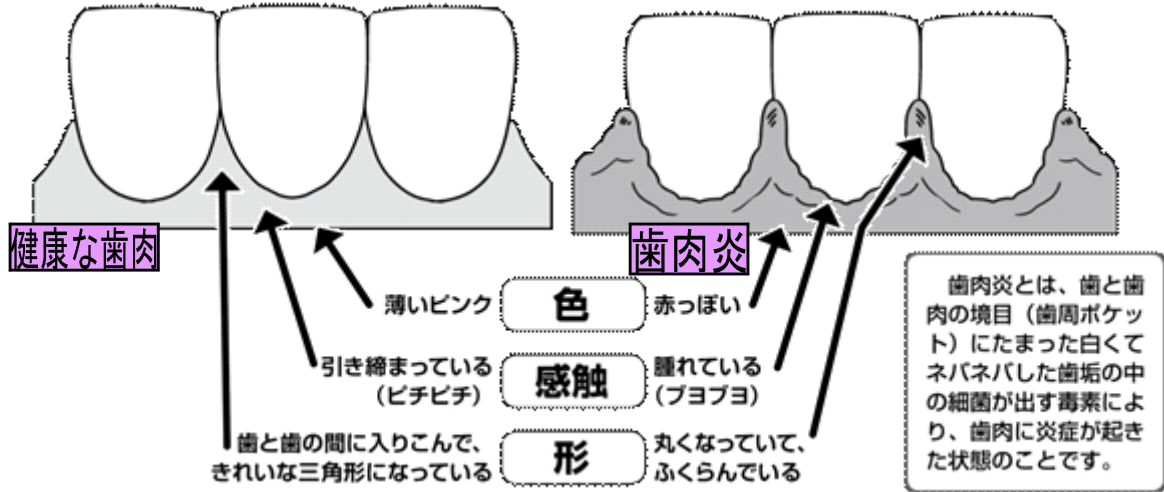 健康な歯肉
歯肉炎
薄いピンク
色
赤っぽい
引き締まっている
（ピチピチ）
感触
腫れている
（ブヨブヨ）
歯と歯の間に入りこんで、
きれいな三角形になっている
形
丸くなっていて、
ふくらんでいる
歯肉炎とは、歯と歯
肉の境目（歯周ポケッ
ト）にたまった白くて
ネバネバした歯垢の中
の細菌が出す毒素によ
り、歯肉に炎症が起き
た状態のことです。